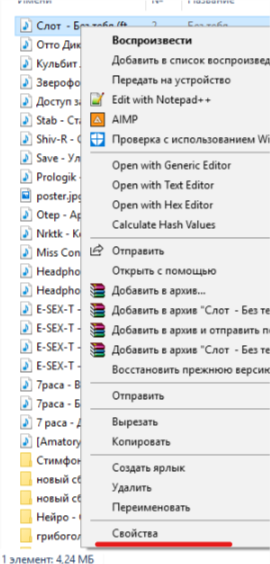 Имени № Название
Слот - Без тебя (ft 2 Без тебя
Отто Дик
Кульбит
Зверофо
Доступ з
Stab - Ст
Shiv-R - C
Save - Ул
Prologik -
poster.jpg
Otep - Ap
Nrktk - К
Miss Con
Headpho
Headpho
E-SEX-T -
E-SEX-T -
E-SEX-T -
E-SEX-T -
7раса - В
7раса - Б
7 раса - Д
[Amatory
Стимфон
новый сб
новый сб
Нейро -
грибогол
Воспроизвести
Добавить в список воспроизвед
Передать на устройство
Edit with Notepad++
AIMP
Проверка с использованием Wi
Open with Generic Editor
Open with Text Editor
Open with Hex Editor
Calculate Hash Values
Отправить
Открыть с помощью
Добавить в архив...
Добавить в архив "Слот - Без те
Добавить в архив и отправить по
Добавить в архив "Слот - Без те
Восстановить прежнюю версию
Отправить
Вырезать
Копировать
Создать ярлык
Удалить
Переименовать
Свойства
1 элемент: 4,24 МБ